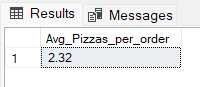 Results Messages
Avg_Pizzas_per_order
1 2.32